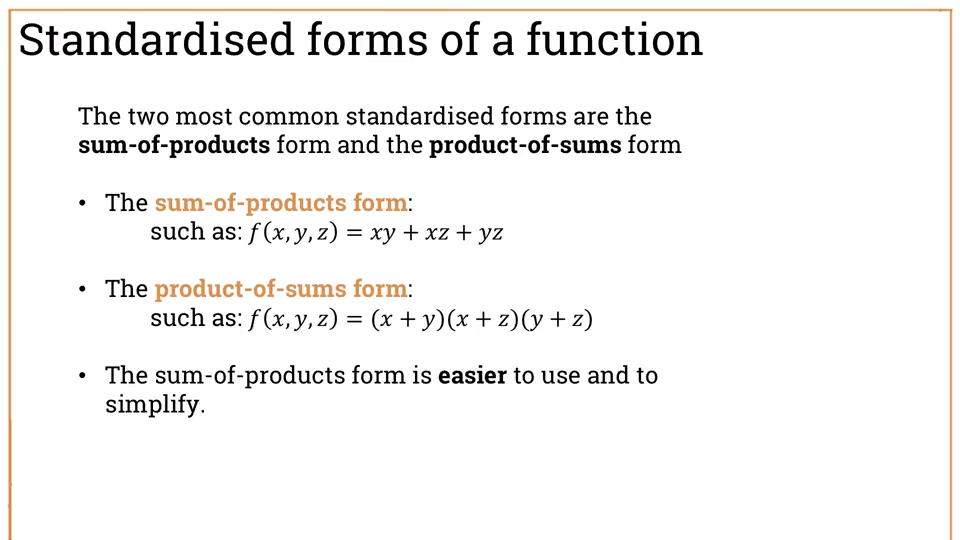 Standardised forms of a function
The two most common standardised forms are the
sum-of-products form and the product-of-sums form
• The sum-of-products form:
such as: 𝑓(𝑥, 𝑦, 𝑧) = 𝑥𝑦 + 𝑥𝑧 + 𝑦𝑧
• The product-of-sums form:
such as: 𝑓(𝑥, 𝑦, 𝑧) = (𝑥 + 𝑦)(𝑥 + 𝑧)(𝑦 + 𝑧)
• The sum-of-products form is easier to use and to
simplify.